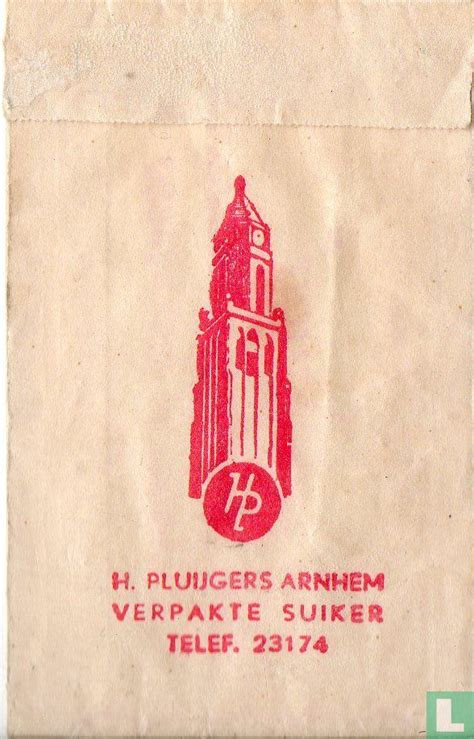 HP
H. PLUIJGERS ARNHEM
VERPAKTE SUIKER
TELEF. 23174
L